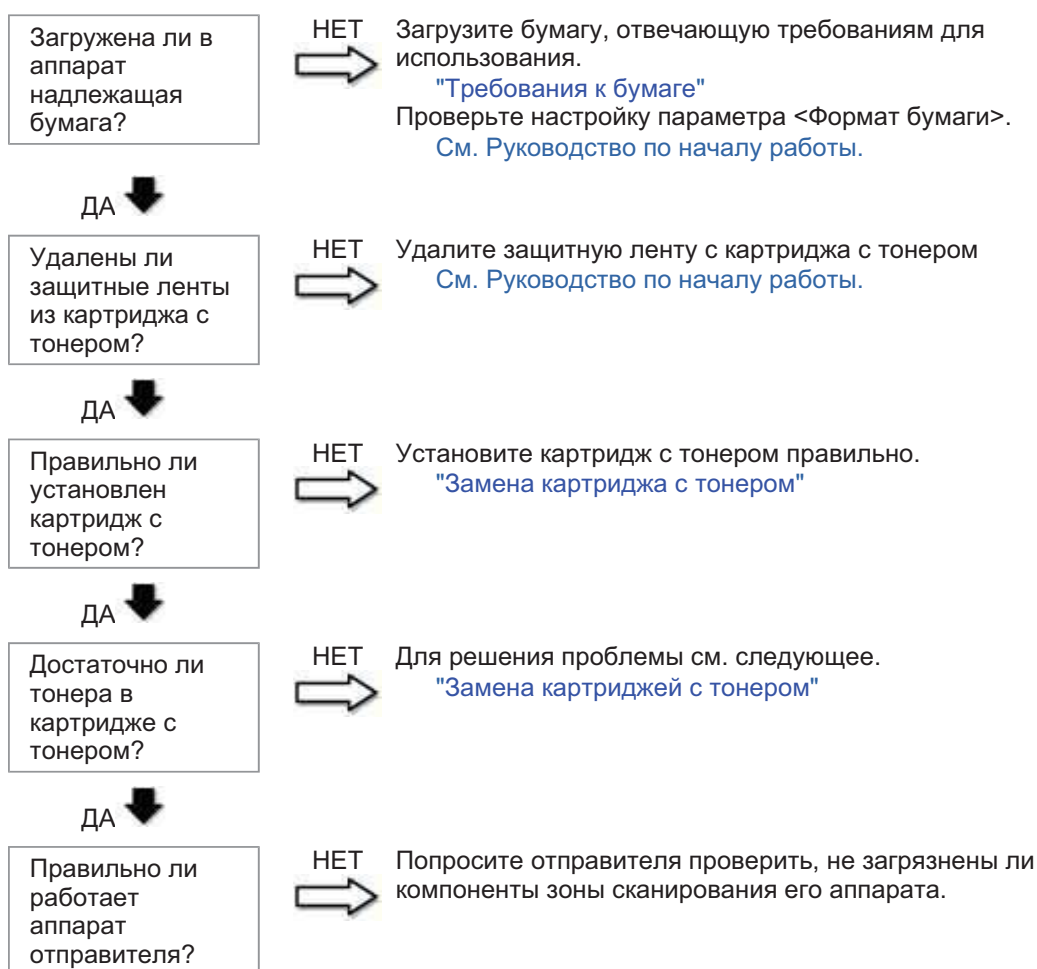 Загружена ли в
аппарат
надлежащая
бумага?
НЕТ
Загрузите бумагу, отвечающую требованиям для
использования.
"Требования к бумаге"
Проверьте настройку параметра <Формат бумаги>.
См. Руководство по началу работы.
ДА
Удалены ли
защитные ленты
из картриджа с
тонером?
НЕТ
Удалите защитную ленту с картриджа с тонером
См. Руководство по началу работы.
ДА
Правильно ли
установлен
картридж с
тонером?
НЕТ
Установите картридж с тонером правильно.
"Замена картриджа с тонером"
ДА
Достаточно ли
тонера в
картридже с
тонером?
НЕТ
Для решения проблемы см. следующее.
"Замена картриджей с тонером"
ДА
Правильно ли
работает
аппарат
отправителя?
НЕТ
Попросите отправителя проверить, не загрязнены ли
компоненты зоны сканирования его аппарата.